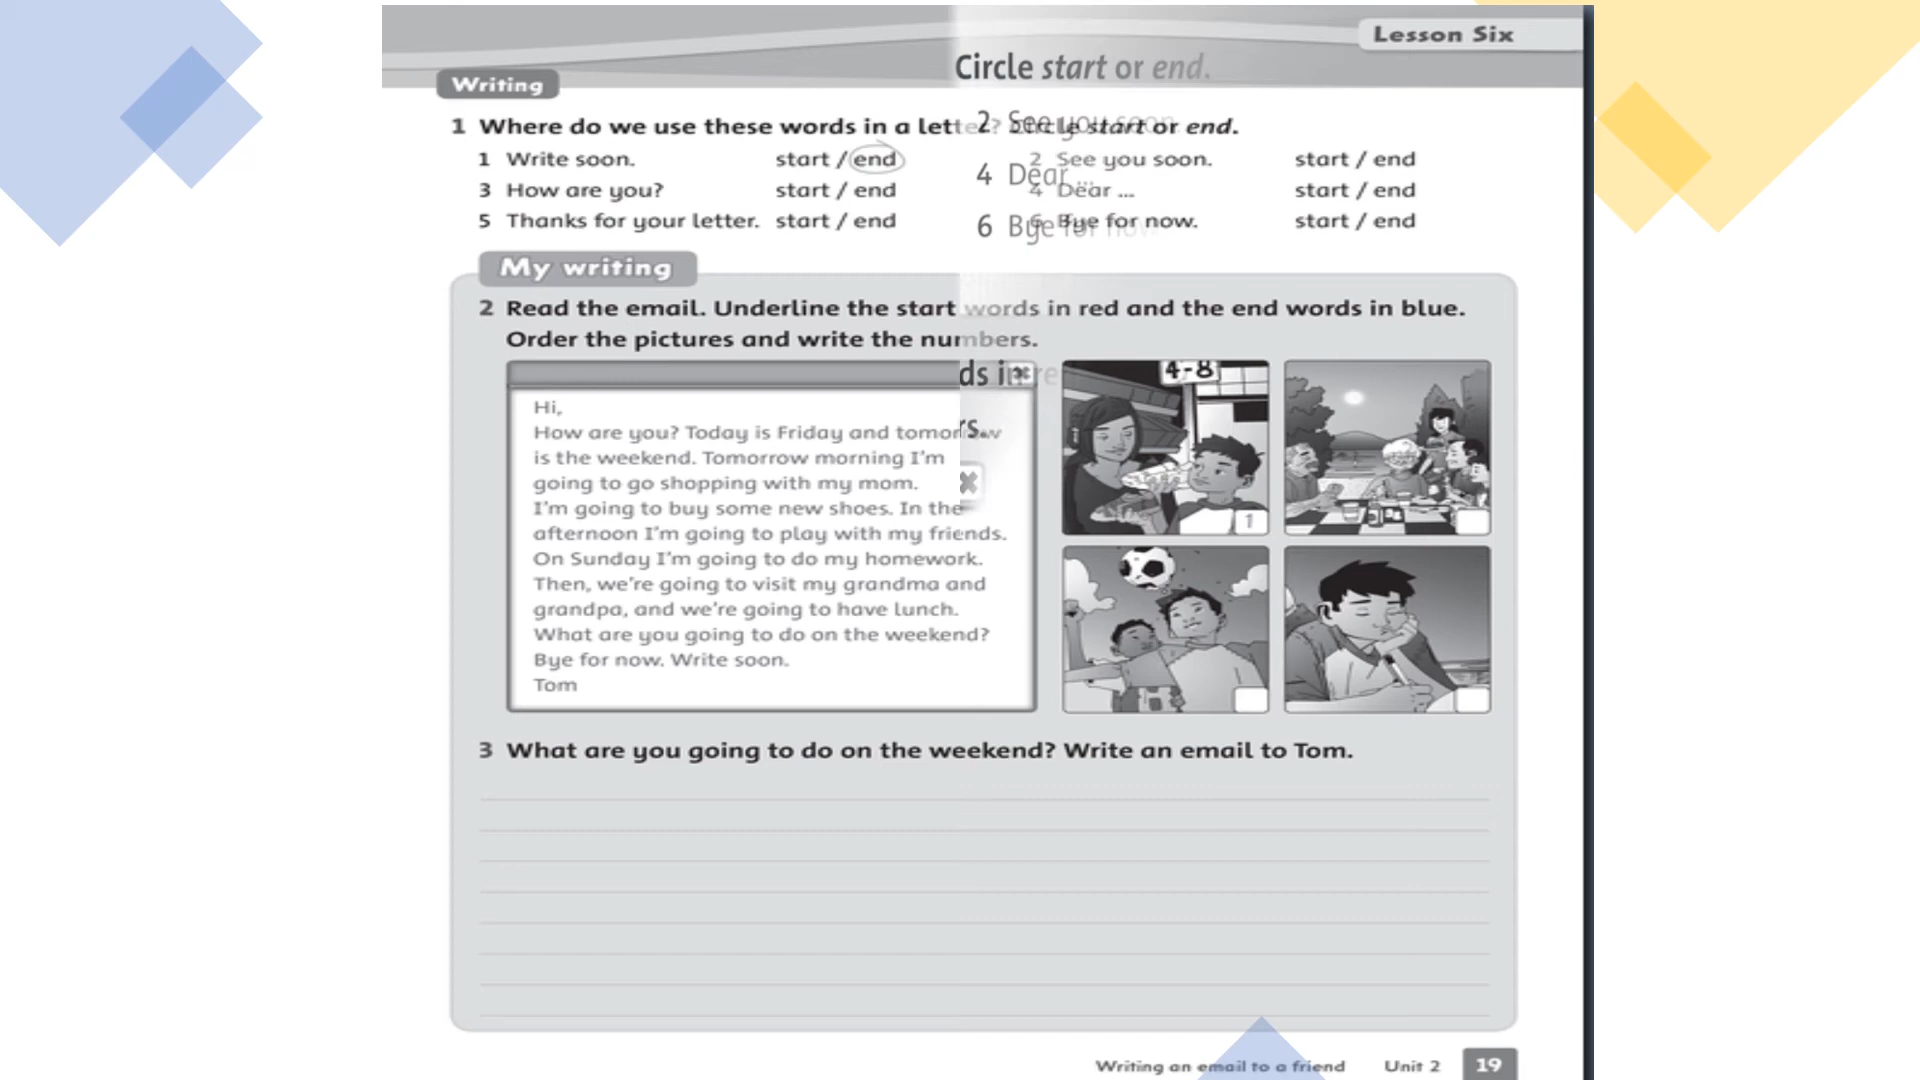 Lesson Six
Circle start or end.
Writing
1 Where do we use these words in a letter? Circle start or end.
1 Write soon. start / end 2 See you soon. start / end
3 How are you? start / end 4 Dear ... start / end
5 Thanks for your letter. start / end 6 Bye for now. start / end
2 See you soon.
4 Dear ...
6 Bye for now.
My writing
2 Read the email. Underline the start words in red and the end words in blue.
Order the pictures and write the numbers.
ds in re
rs.
Hi,
How are you? Today is Friday and tomorrow
is the weekend. Tomorrow morning I'm
going to go shopping with my mom.
I'm going to buy some new shoes. In the
afternoon I'm going to play with my friends.
On Sunday I'm going to do my homework.
Then, we're going to visit my grandma and
grandpa, and we're going to have lunch.
What are you going to do on the weekend?
Bye for now. Write soon.
Tom
4-8
1
3 What are you going to do on the weekend? Write an email to Tom.
Writing an email to a friend Unit 2 19